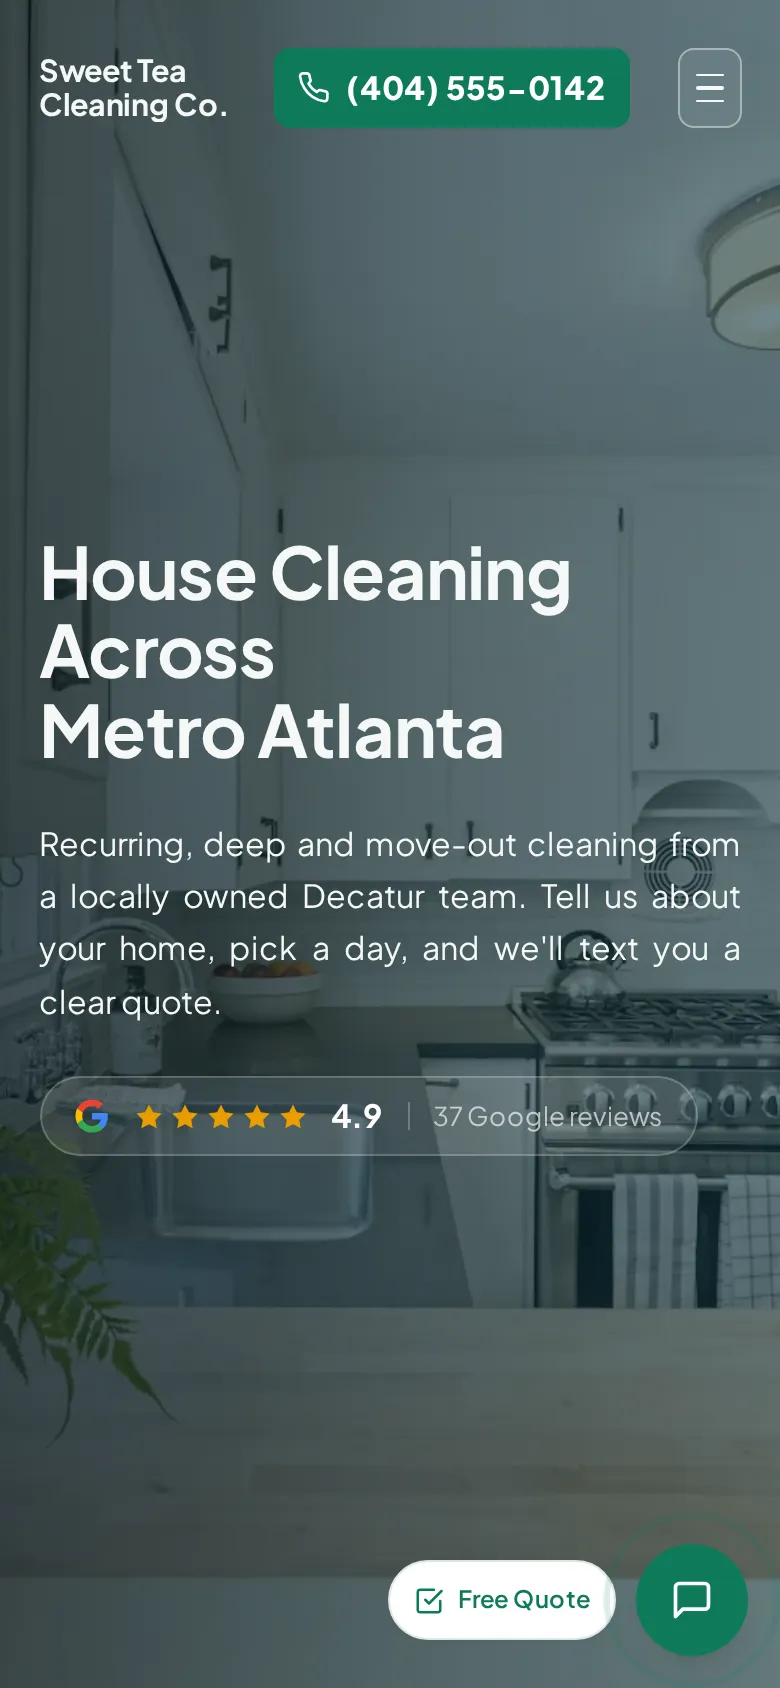 Sweet Tea
Cleaning Co.
(404) 555-0142
House Cleaning
Across
Metro Atlanta
Recurring, deep and move-out cleaning from
a locally owned Decatur team. Tell us about
your home, pick a day, and we'll text you a
clear quote.
4.9 | 37 Google reviews
Free Quote